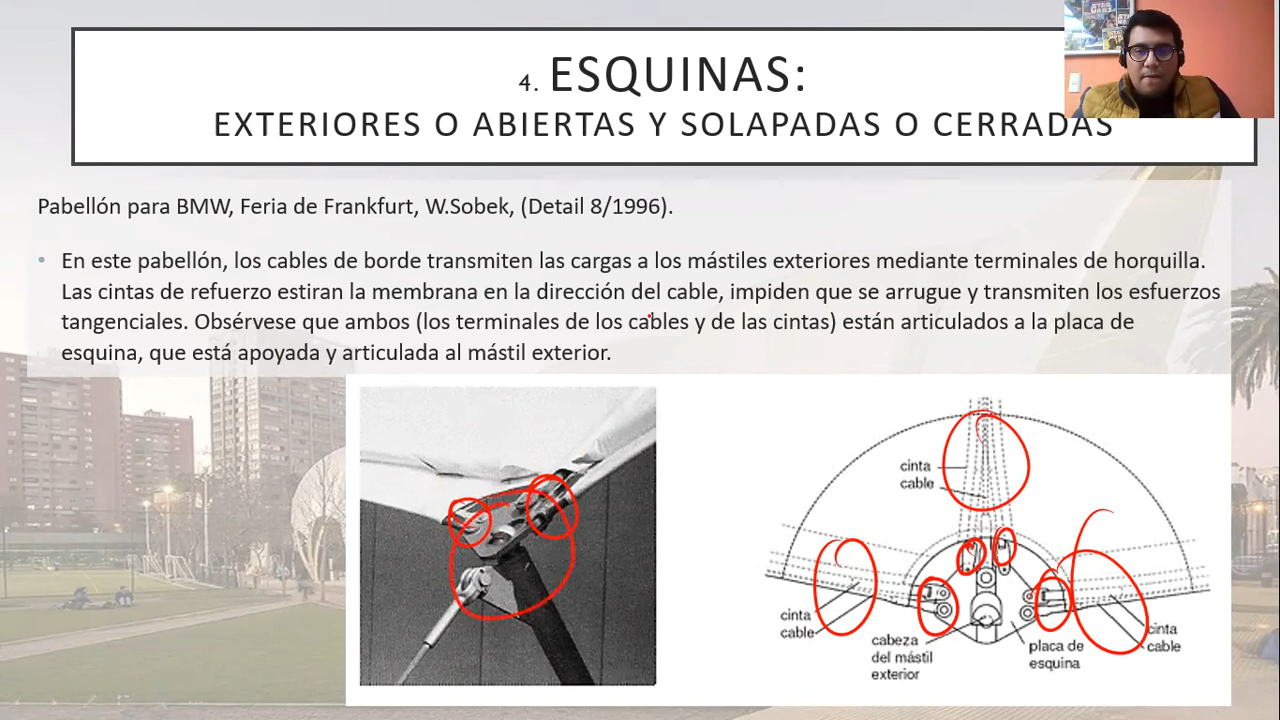 4. ESQUINAS:
EXTERIORES O ABIERTAS Y SOLAPADAS O CERRADAS
Pabellón para BMW, Feria de Frankfurt, W.Sobek, (Detail 8/1996).
• En este pabellón, los cables de borde transmiten las cargas a los mástiles exteriores mediante terminales de horquilla.
Las cintas de refuerzo estiran la membrana en la dirección del cable, impiden que se arrugue y transmiten los esfuerzos
tangenciales. Obsérvese que ambos (los terminales de los cables y de las cintas) están articulados a la placa de
esquina, que está apoyada y articulada al mástil exterior.
cinta
cable
cinta
cable
cabeza
del mástil
exterior
placa de
esquina
cinta
cable
STAR
WARS